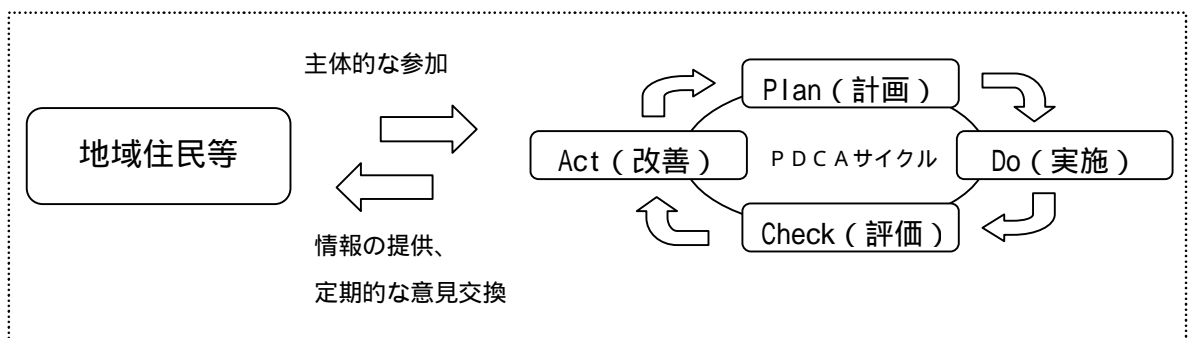 主体的な参加
地域住民等
情報の提供、
定期的な意見交換
Plan（計画）
Act（改善）
ＰＤＣＡサイクル
Do（実施）
Check（評価）